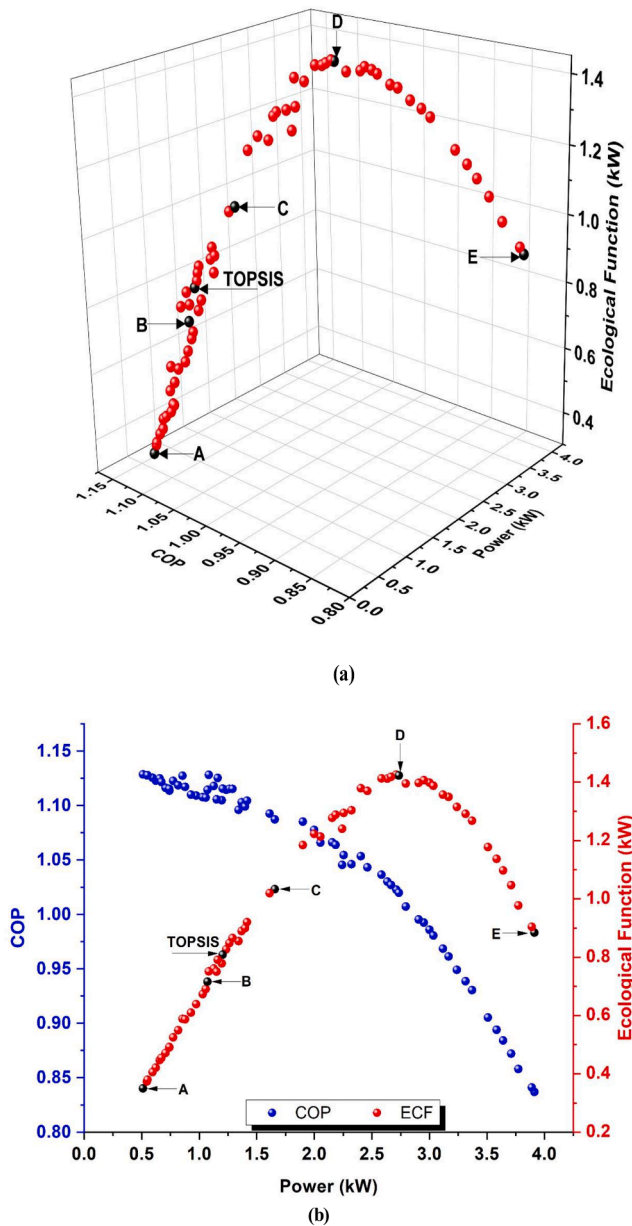 D
C
TOPSIS
B
A
E
1.4
1.2
1.0
0.8
0.6
0.4
Ecological Function (kW)
4.0
3.5
3.0
2.5
2.0
1.5
1.0
0.5
0.0
Power (kW)
1.15
1.10
1.05
1.00
0.95
0.90
0.85
0.80
COP
(a)
1.15
1.10
1.05
1.00
0.95
0.90
0.85
0.80
COP
D
C
TOPSIS
B
A
E
COP ECF
1.6
1.4
1.2
1.0
0.8
0.6
0.4
0.2
Ecological Function (kW)
0.0 0.5 1.0 1.5 2.0 2.5 3.0 3.5 4.0
Power (kW)
(b)